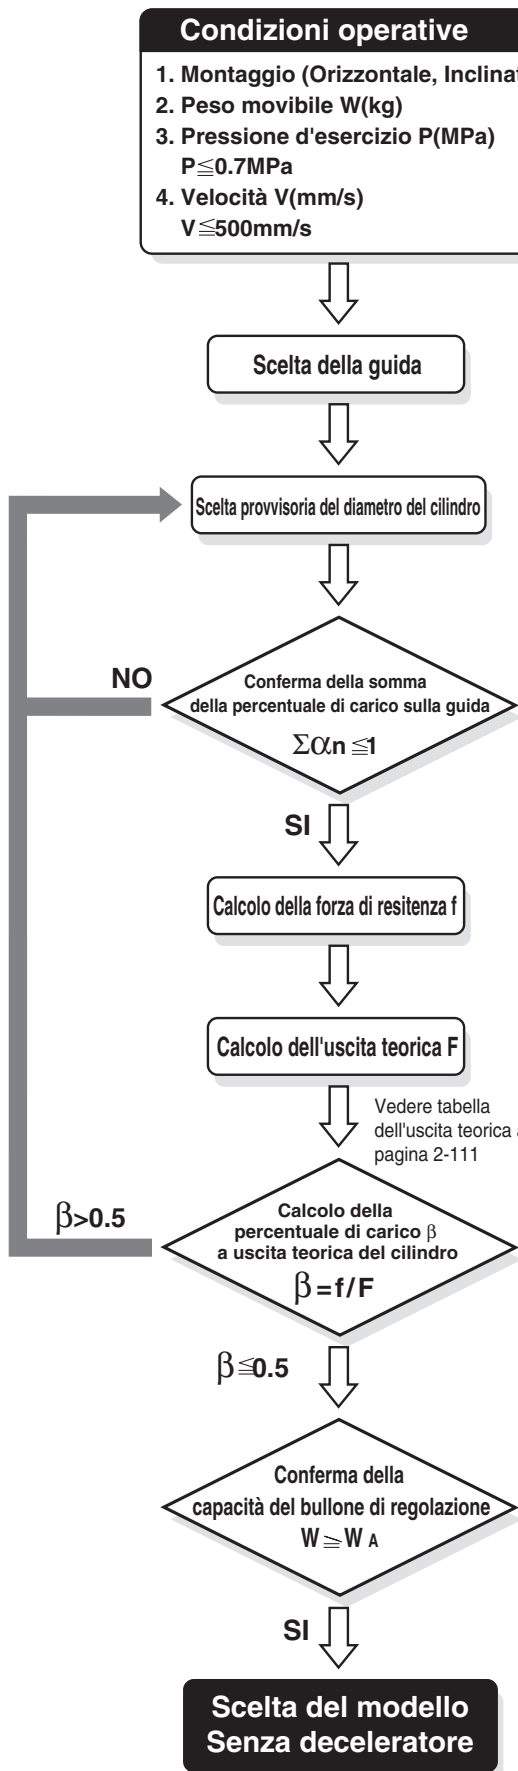 Condizioni operative
1. Montaggio (Orizzontale, Inclinat
2. Peso movibile W(kg)
3. Pressione d'esercizio P(MPa)
P≦0.7MPa
4. Velocità V(mm/s)
V≦500mm/s
Scelta della guida
Scelta provvisoria del diametro del cilindro
NO
Conferma della somma
della percentuale di carico sulla guida
Σαn ≦1
SI
Calcolo della forza di resitenza f
Calcolo dell'uscita teorica F
Vedere tabella
dell'uscita teorica a
pagina 2-111
β>0.5
Calcolo della
percentuale di carico β
a uscita teorica del cilindro
β=f/F
β≦0.5
Conferma della
capacità del bullone di regolazione
W≧WA
SI
Scelta del modello
Senza deceleratore